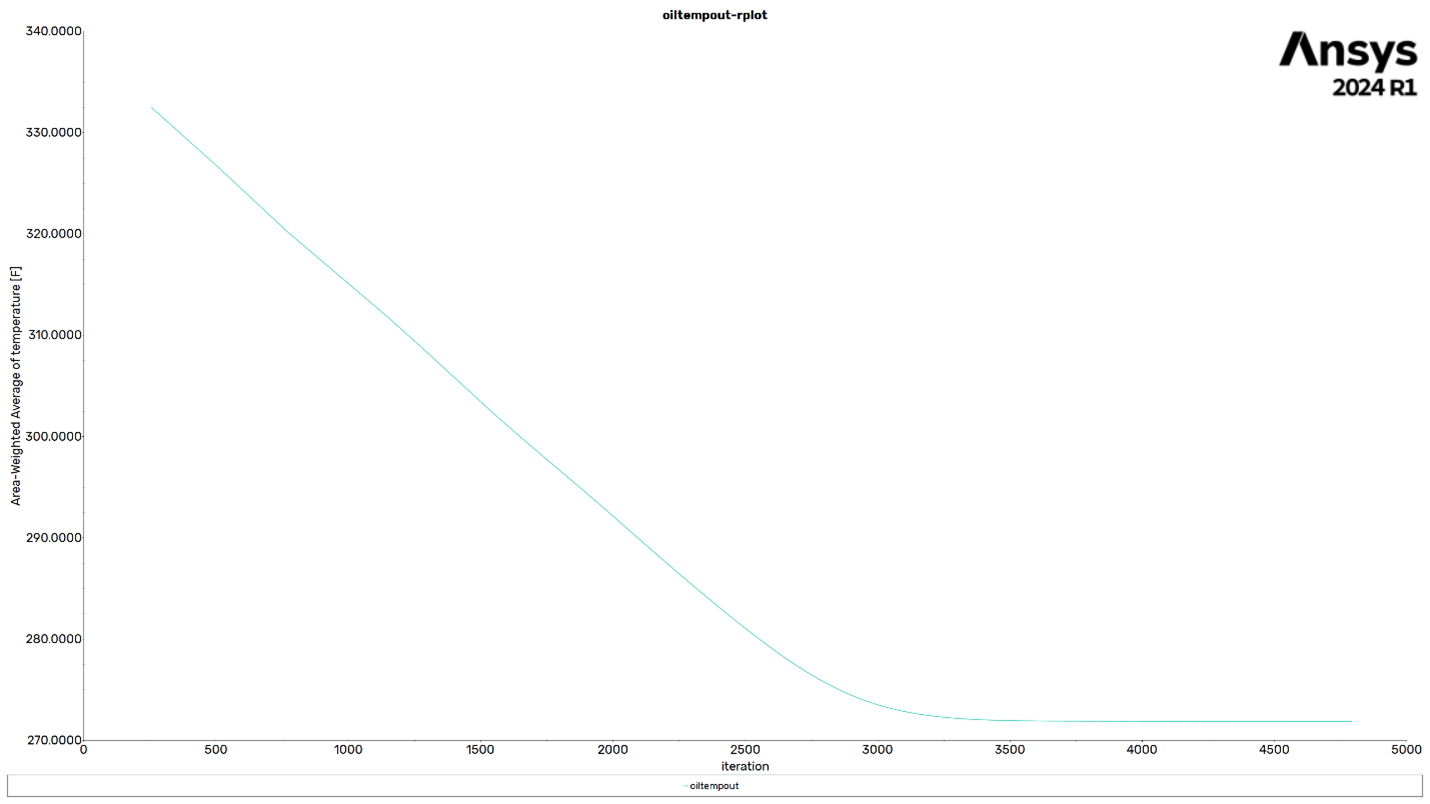 oiltempout-rplot
Ansys
2024 R1
340.0000
330.0000
320.0000
310.0000
300.0000
290.0000
280.0000
270.0000
Area-Weighted Average of temperature [F]
0 500 1000 1500 2000 2500 3000 3500 4000 4500 5000
iteration
oiltempout